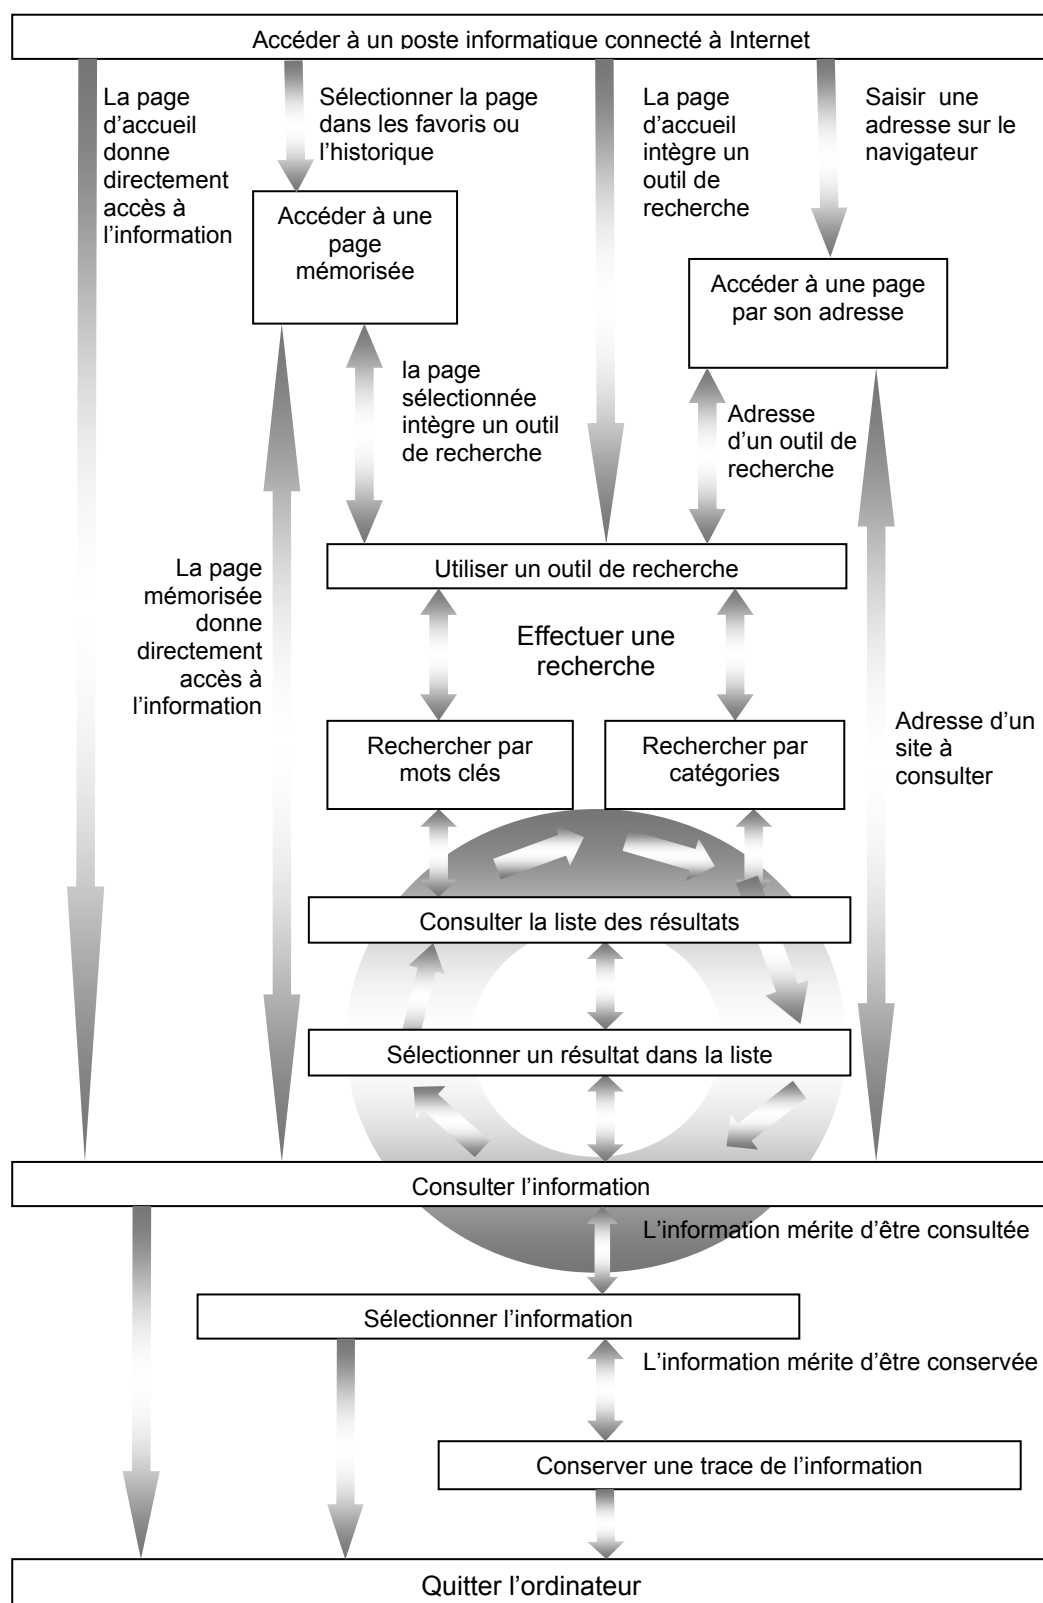 Accéder à un poste informatique connecté à Internet
La page
d’accueil
donne
directement
accès à
l’information
Sélectionner la page
dans les favoris ou
l’historique
La page
d’accueil
intègre un
outil de
recherche
Saisir une
adresse sur le
navigateur
Accéder à une
page
mémorisée
Accéder à une page
par son adresse
la page
sélectionnée
intègre un outil
de recherche
Adresse
d’un outil de
recherche
Utiliser un outil de recherche
La page
mémorisée
donne
directement
accès à
l’information
Effectuer une
recherche
Rechercher par
mots clés
Rechercher par
catégories
Adresse d’un
site à
consulter
Consulter la liste des résultats
Sélectionner un résultat dans la liste
Consulter l’information
L’information mérite d’être consultée
Sélectionner l’information
L’information mérite d’être conservée
Conserver une trace de l’information
Quitter l’ordinateur